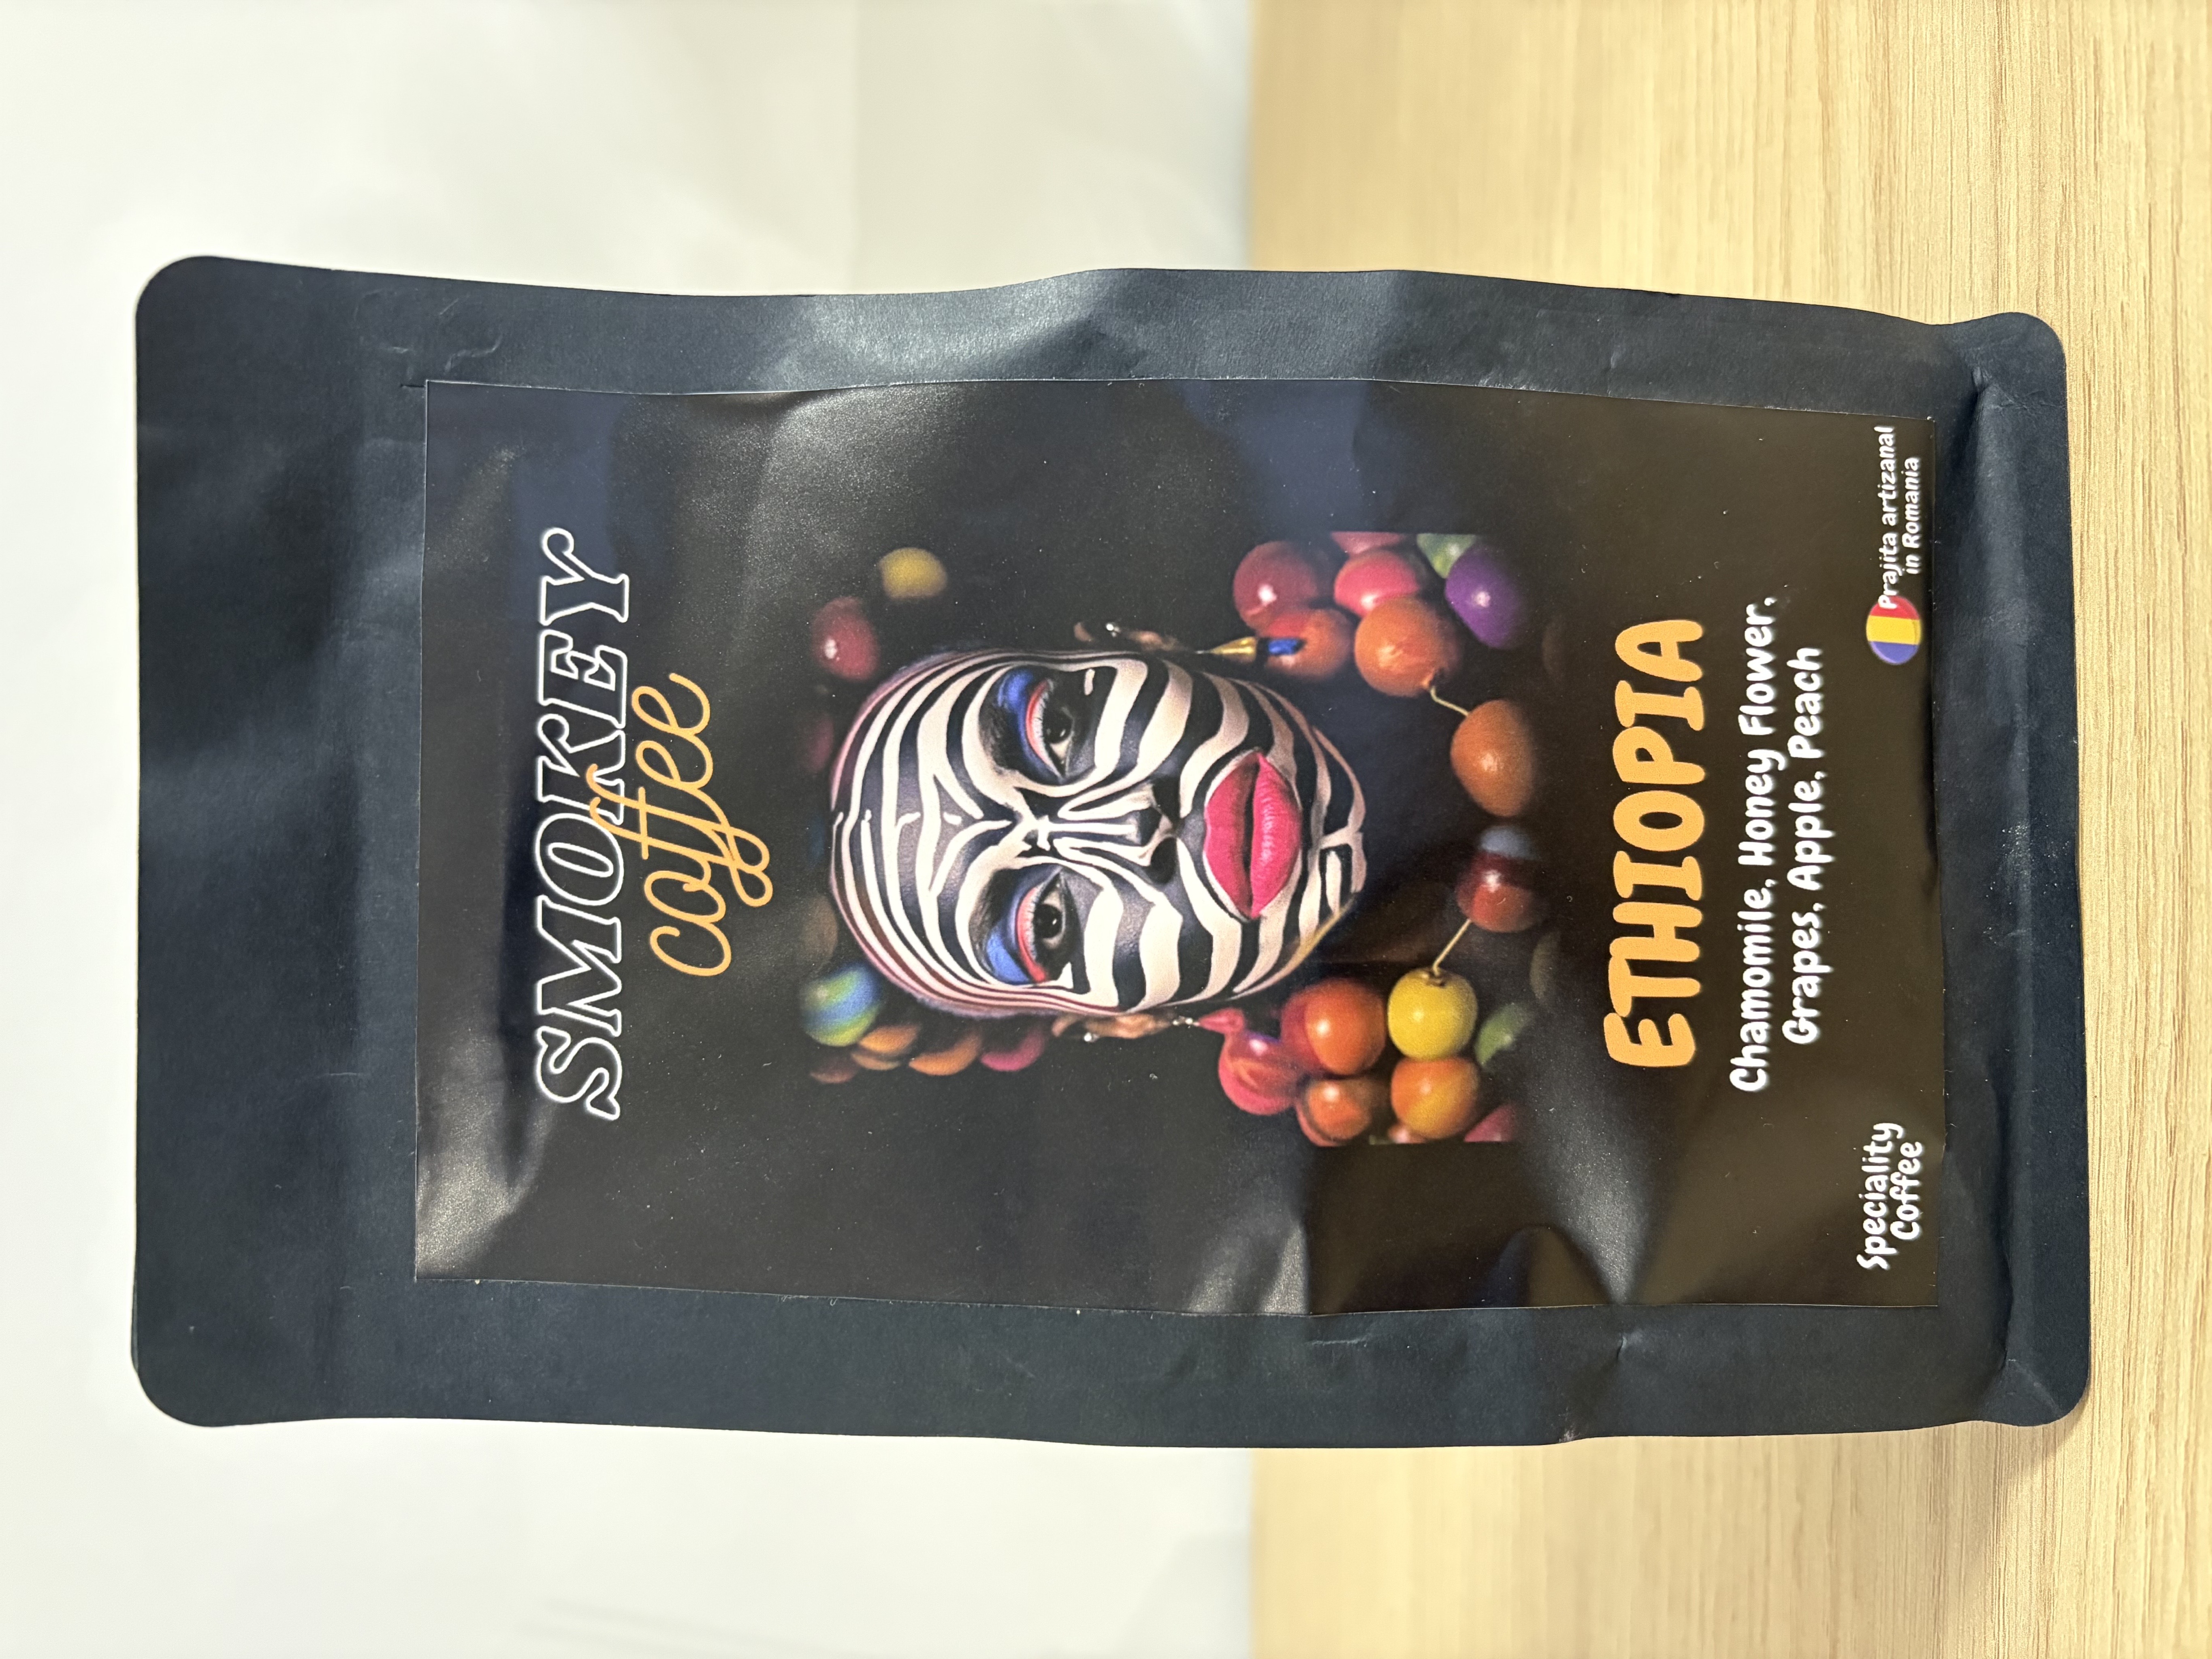 SMOKEY
coffee
ETHIOPIA
Chamomile, Honey Flower,
Grapes, Apple, Peach
Speciality
Coffee
Prajita artizanal
in Romania